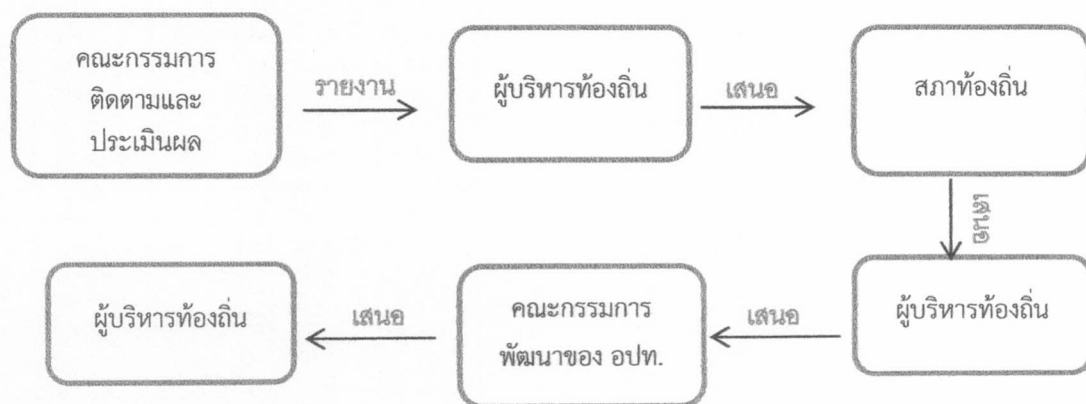 คณะกรรมการ
ติดตามและ
ประเมินผล
รายงาน
ผู้บริหารท้องถิ่น
เสนอ
สภาท้องถิ่น
เสนอ
ผู้บริหารท้องถิ่น
เสนอ
คณะกรรมการ
พัฒนาของ อปท.
เสนอ
ผู้บริหารท้องถิ่น